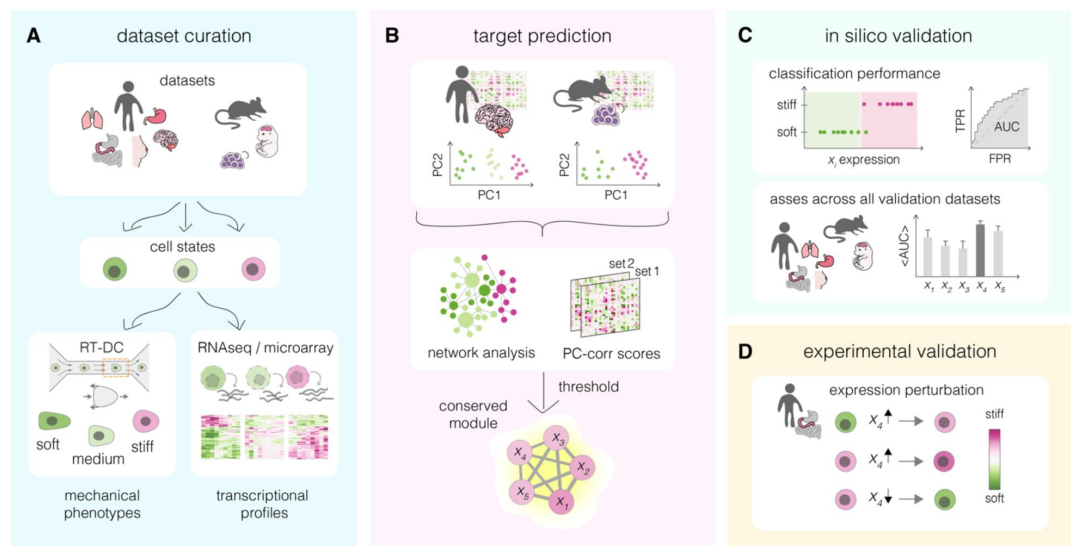 A dataset curation
datasets
cell states
RT-DC
soft
medium
stiff
mechanical
phenotypes
RNAseq / microarray
transcriptional
profiles
B target prediction
PC2
PC1
PC2
PC1
network analysis
set 2
set 1
PC-corr scores
threshold
conserved
module
x3
x4
x2
x5
x1
C in silico validation
classification performance
stiff
soft
xi expression
TPR
AUC
FPR
asses across all validation datasets
<AUC>
x1 x2 x3 x4 x5
D experimental validation
expression perturbation
x4
x4
x4
stiff
soft